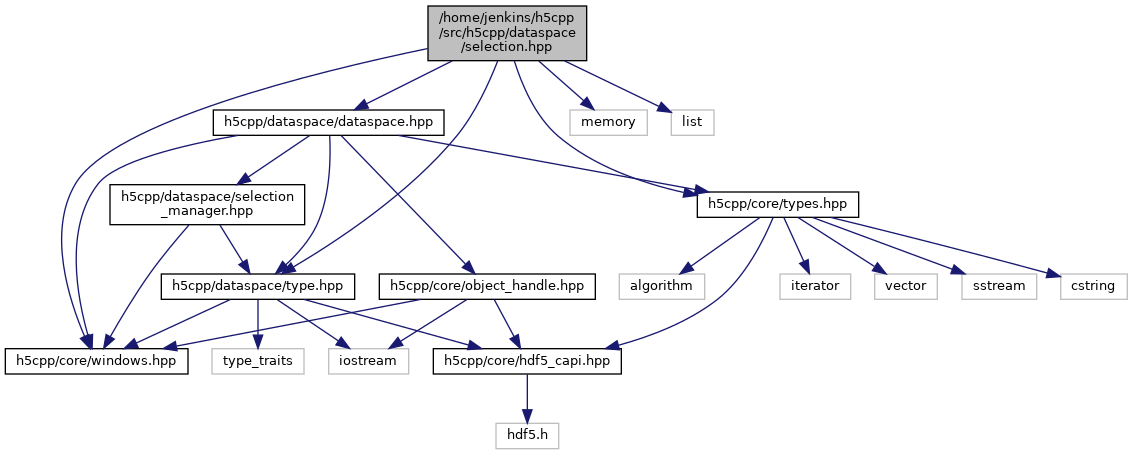 /home/jenkins/h5cpp
/src/h5cpp/dataspace
/selection.hpp
h5cpp/dataspace/dataspace.hpp
memory
list
h5cpp/dataspace/selection
_manager.hpp
h5cpp/core/types.hpp
h5cpp/dataspace/type.hpp
h5cpp/core/object_handle.hpp
algorithm
iterator
vector
sstream
cstring
h5cpp/core/windows.hpp
type_traits
iostream
h5cpp/core/hdf5_capi.hpp
hdf5.h